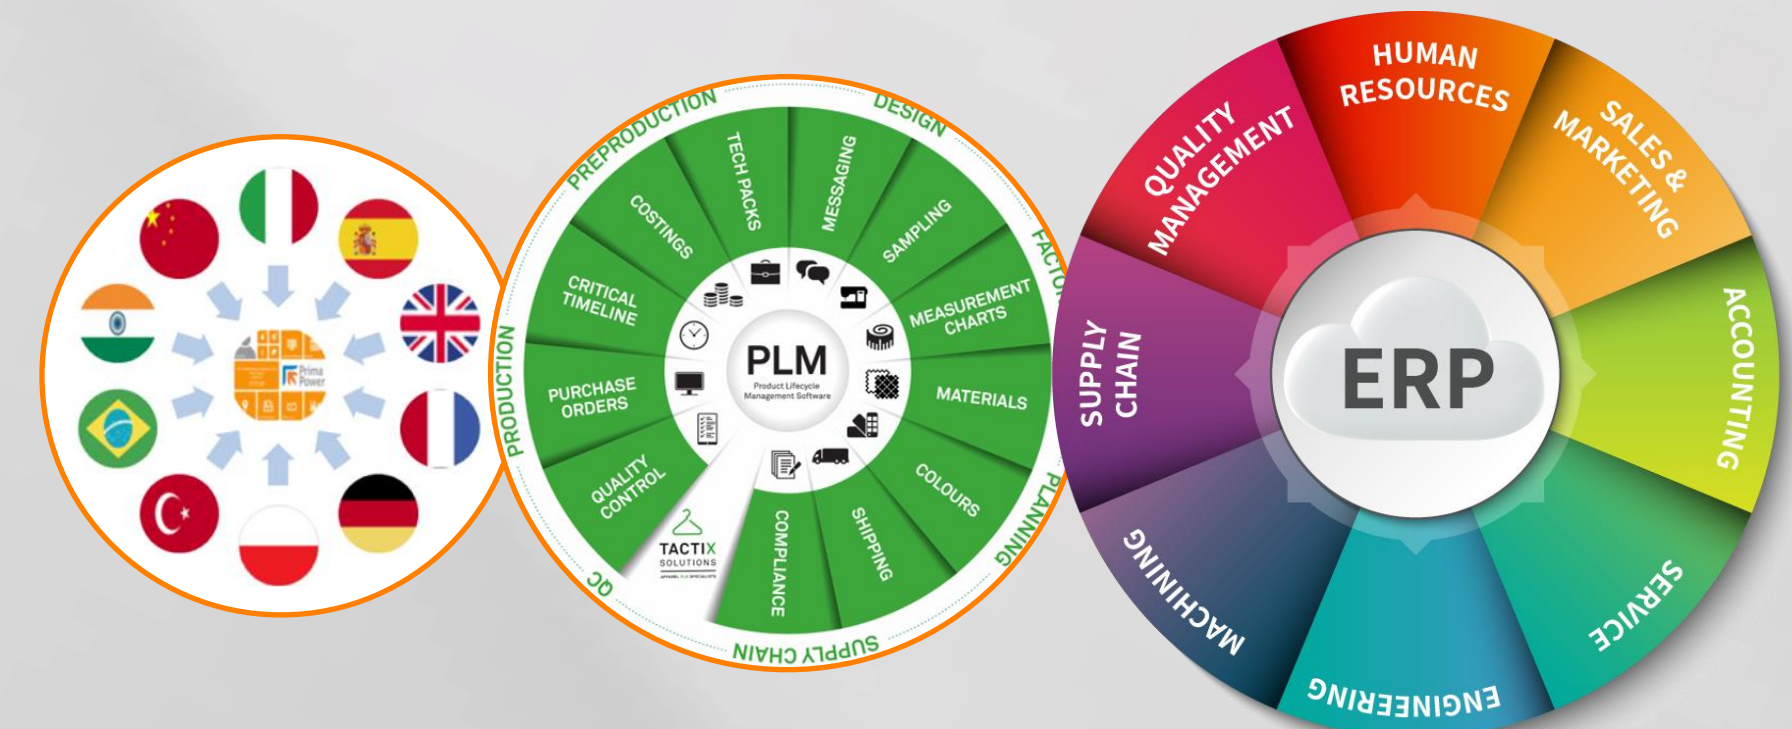 Prima
Power
PREPRODUCTION
DESIGN
PLANNING
SUPPLY CHAIN
QC
PRODUCTION
TECH PACKS
MESSAGING
SAMPLING
MEASUREMENT
CHARTS
MATERIALS
COLOURS
SHIPPING
COMPLIANCE
TACTIX
SOLUTIONS
QUALITY
CONTROL
PURCHASE
ORDERS
CRITICAL
TIMELINE
COSTINGS
PLM
Product Lifecycle
Management Software
HUMAN
RESOURCES
SALES &
MARKETING
ACCOUNTING
SERVICE
ENGINEERING
MACHINING
SUPPLY
CHAIN
QUALITY
MANAGEMENT
ERP